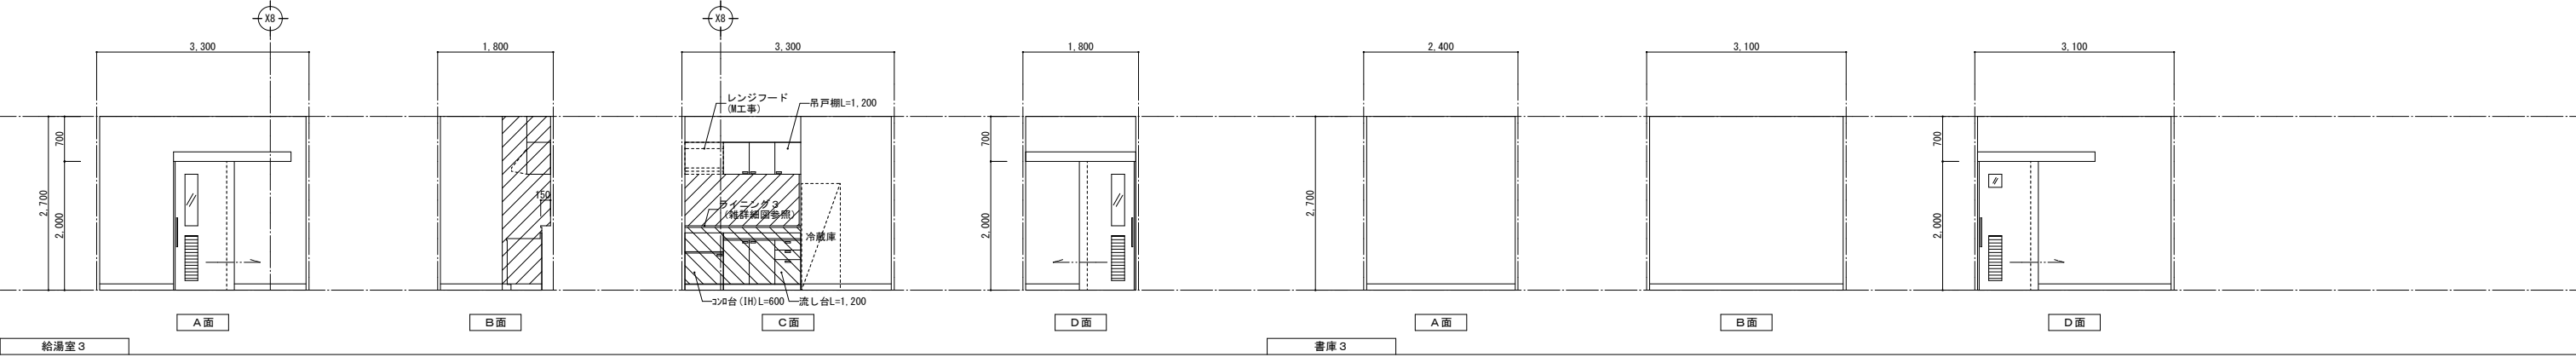 X8
X8
3,300
1,800
3,300
1,800
2,400
3,100
3,100
レンジフード
(M工事)
吊戸棚L=1,200
700
2,700
2,000
150
ライニング3
(雑詳細図参照)
冷蔵庫
700
2,000
2,700
700
2,000
コンロ台(IH)L=600
流し台L=1,200
A面
B面
C面
D面
A面
B面
D面
給湯室3
書庫3